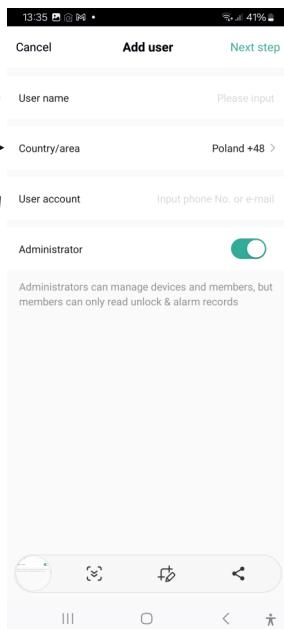 13:35 41%
Cancel Add user Next step
User name Please input
Country/area Poland +48 >
User account Input phone No. or e-mail
Administrator
Administrators can manage devices and members, but
members can only read unlock & alarm records